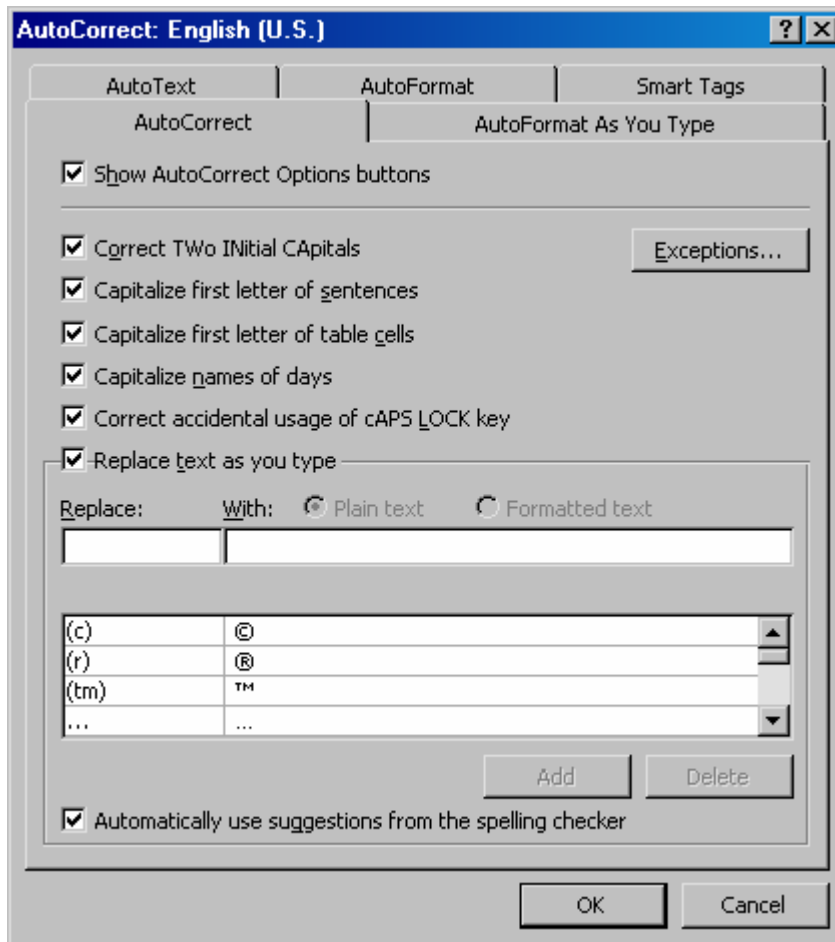 AutoCorrect: English (U.S.)
AutoText AutoFormat Smart Tags
AutoCorrect AutoFormat As You Type
Show AutoCorrect Options buttons
Correct TWo INitial CApitals Exceptions...
Capitalize first letter of sentences
Capitalize first letter of table cells
Capitalize names of days
Correct accidental usage of cAPS LOCK key
Replace text as you type
Replace: With: Plain text Formatted text
(c) ©
(r) ®
(tm) ™
... …
Add Delete
Automatically use suggestions from the spelling checker
OK Cancel